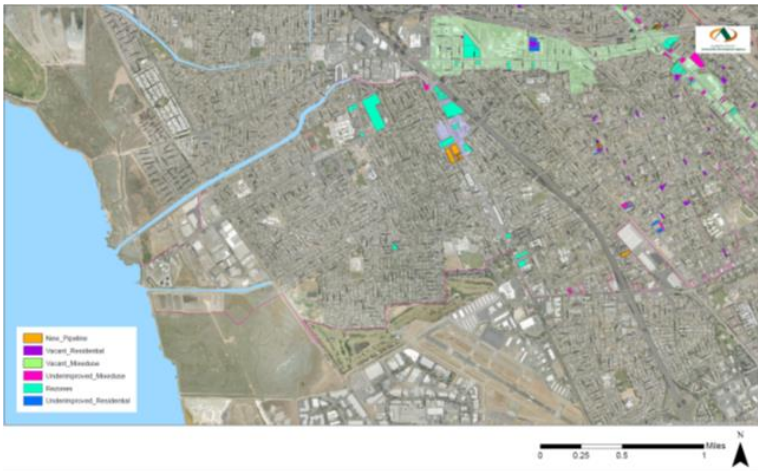 New_Pipeline
Vacant_Residential
Vacant_Mixeduse
Underimproved_Mixeduse
Rezones
Underimproved_Residential
N
Miles
0 0.25 0.5 1